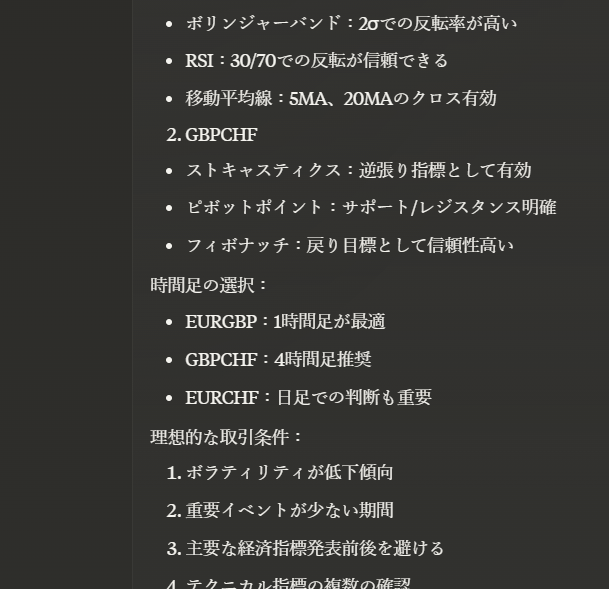 • ボリンジャーバンド：2σでの反転率が高い
• RSI：30/70での反転が信頼できる
• 移動平均線：5MA、20MAのクロス有効
2. GBPCHF
• ストキャスティクス：逆張り指標として有効
• ピボットポイント：サポート/レジスタンス明確
• フィボナッチ：戻り目標として信頼性高い
時間足の選択：
• EURGBP：1時間足が最適
• GBPCHF：4時間足推奨
• EURCHF：日足での判断も重要
理想的な取引条件：
1. ボラティリティが低下傾向
2. 重要イベントが少ない期間
3. 主要な経済指標発表前後を避ける
4. テクニカル指標の複数の確認